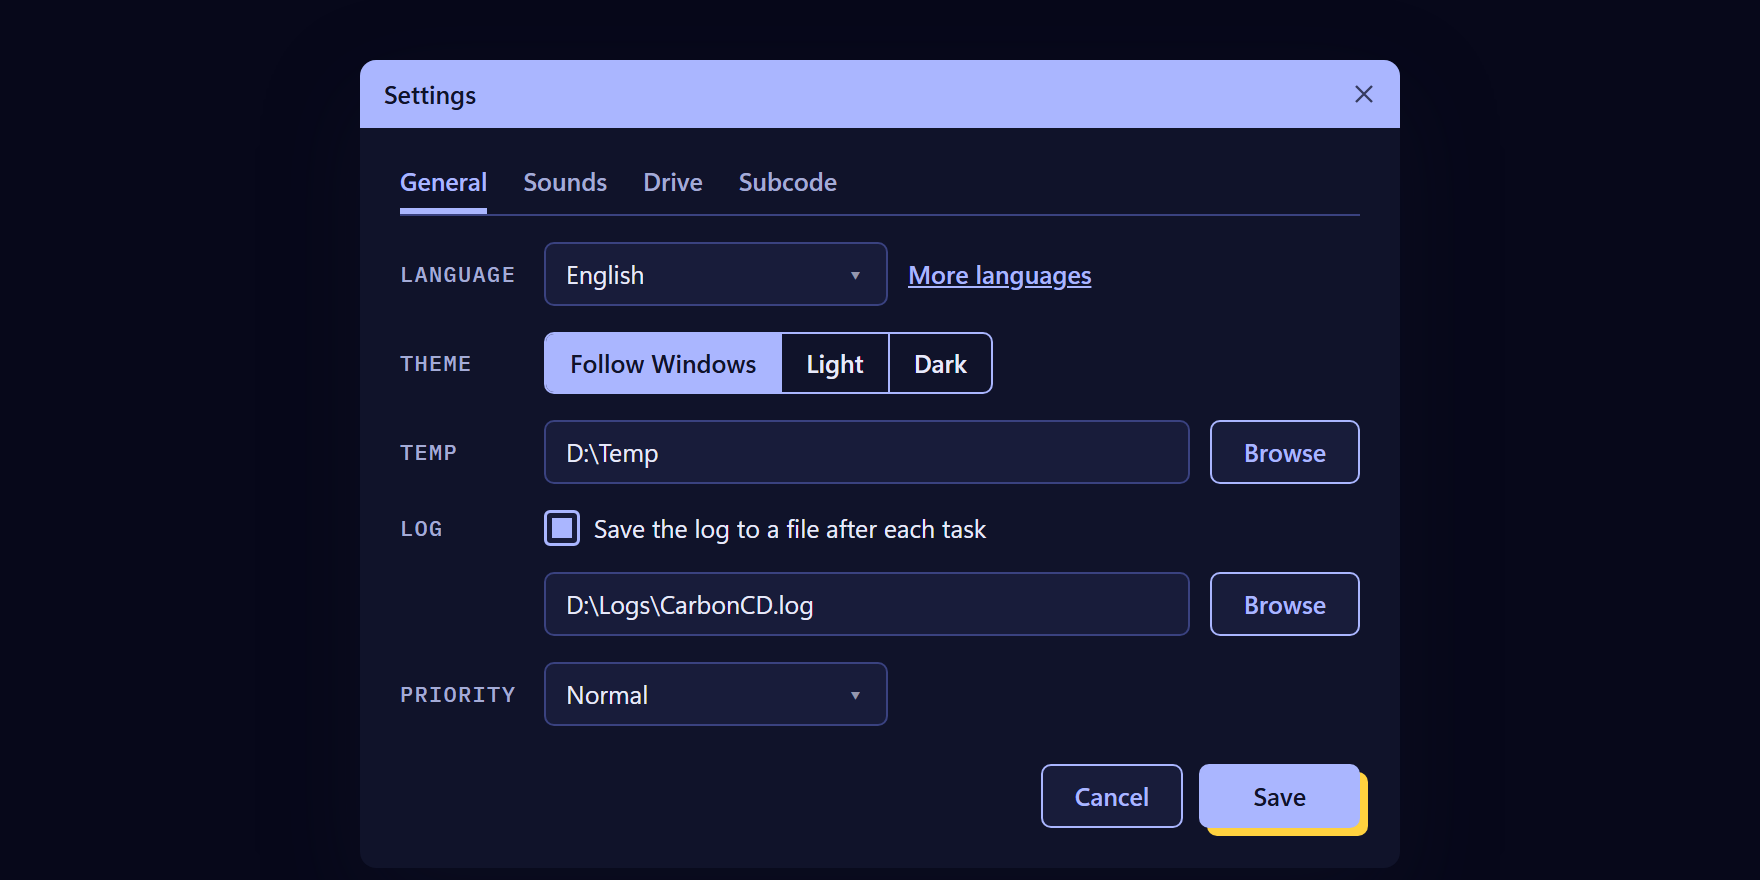 Settings
General Sounds Drive Subcode
LANGUAGE English More languages
THEME Follow Windows Light Dark
TEMP D:\Temp Browse
LOG Save the log to a file after each task
D:\Logs\CarbonCD.log Browse
PRIORITY Normal
Cancel Save